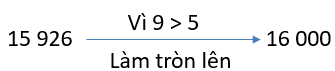 Vì 9 > 5
15 926 16 000
Làm tròn lên